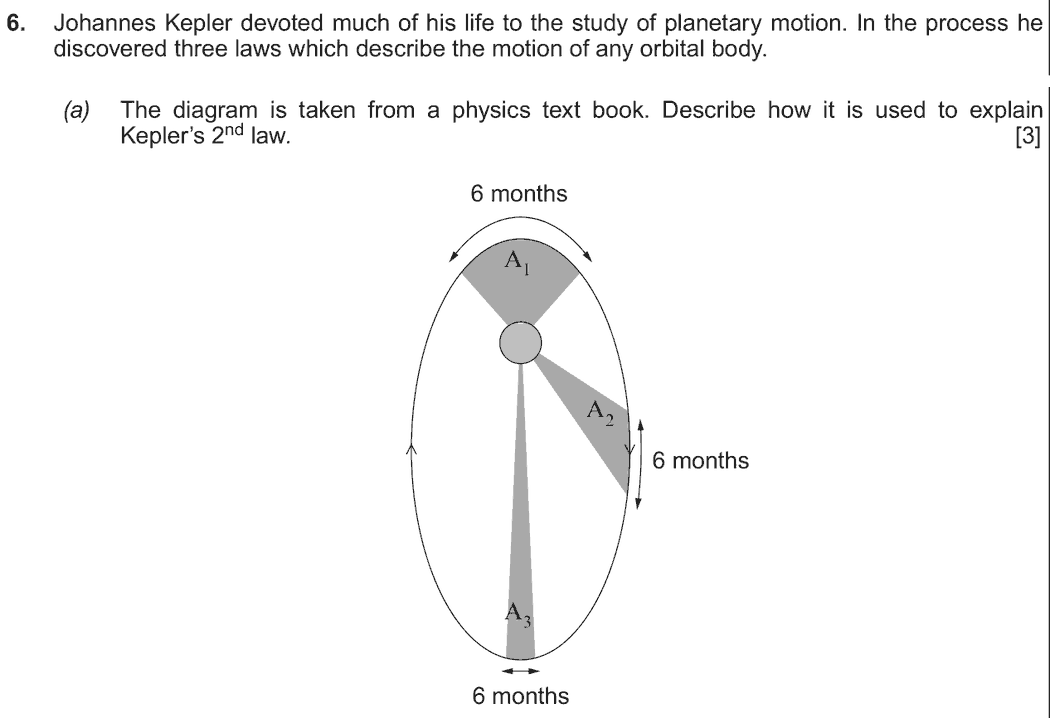 6. Johannes Kepler devoted much of his life to the study of planetary motion. In the process he
discovered three laws which describe the motion of any orbital body.
(a) The diagram is taken from a physics text book. Describe how it is used to explain
Kepler's 2nd law. [3]
6 months
A1
A2
6 months
A3
6 months